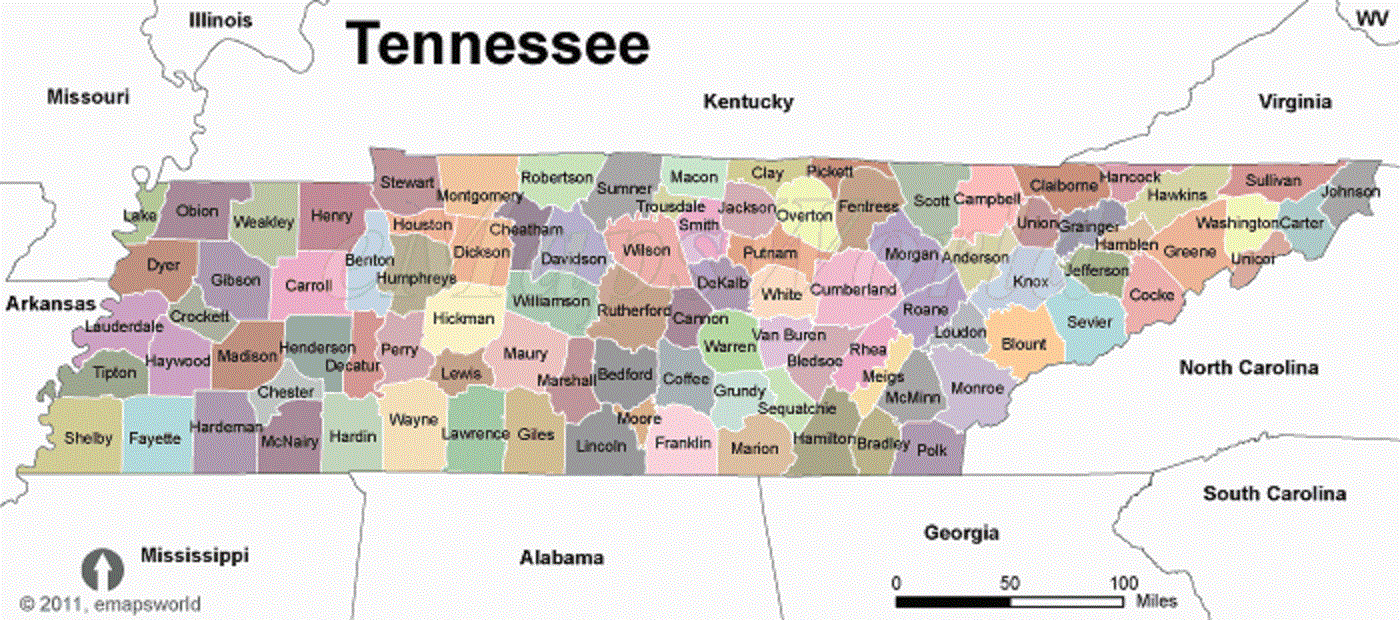 Illinois
Tennessee
WV
Missouri
Kentucky
Virginia
Stewart
Montgomery
Robertson
Sumner
Macon
Clay
Pickett
Lake
Obion
Weakley
Henry
Houston
Cheatham
Trousdale
Smith
Jackson
Overton
Fentress
Scott
Campbell
Claiborne
Hancock
Hawkins
Sullivan
Johnson
Dyer
Gibson
Carroll
Benton
Humphreys
Dickson
Davidson
Wilson
Putnam
Morgan
Anderson
Union
Grainger
Hamblen
Greene
Washington
Carter
Unicoi
Arkansas
Lauderdale
Crockett
Hickman
Williamson
Rutherford
Cannon
DeKalb
White
Cumberland
Roane
Loudon
Knox
Jefferson
Sevier
Cocke
Tipton
Haywood
Madison
Henderson
Decatur
Perry
Lewis
Maury
Marshall
Bedford
Coffee
Warren
Van Buren
Bledsoe
Rhea
Meigs
McMinn
Monroe
Blount
North Carolina
Shelby
Fayette
Hardeman
Chester
McNairy
Hardin
Wayne
Lawrence
Giles
Lincoln
Moore
Franklin
Grundy
Sequatchie
Marion
Hamilton
Bradley
Polk
South Carolina
Mississippi
Alabama
Georgia
0 50 100
Miles
© 2011, emapsworld